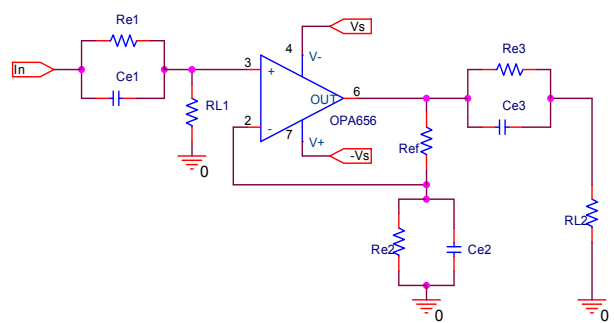 Re1
In
Ce1
RL1
0
3
+
2
-
4
V-
Vs
OUT
6
OPA656
7
V+
-Vs
Ref
Re2
Ce2
0
Re3
Ce3
RL2
0